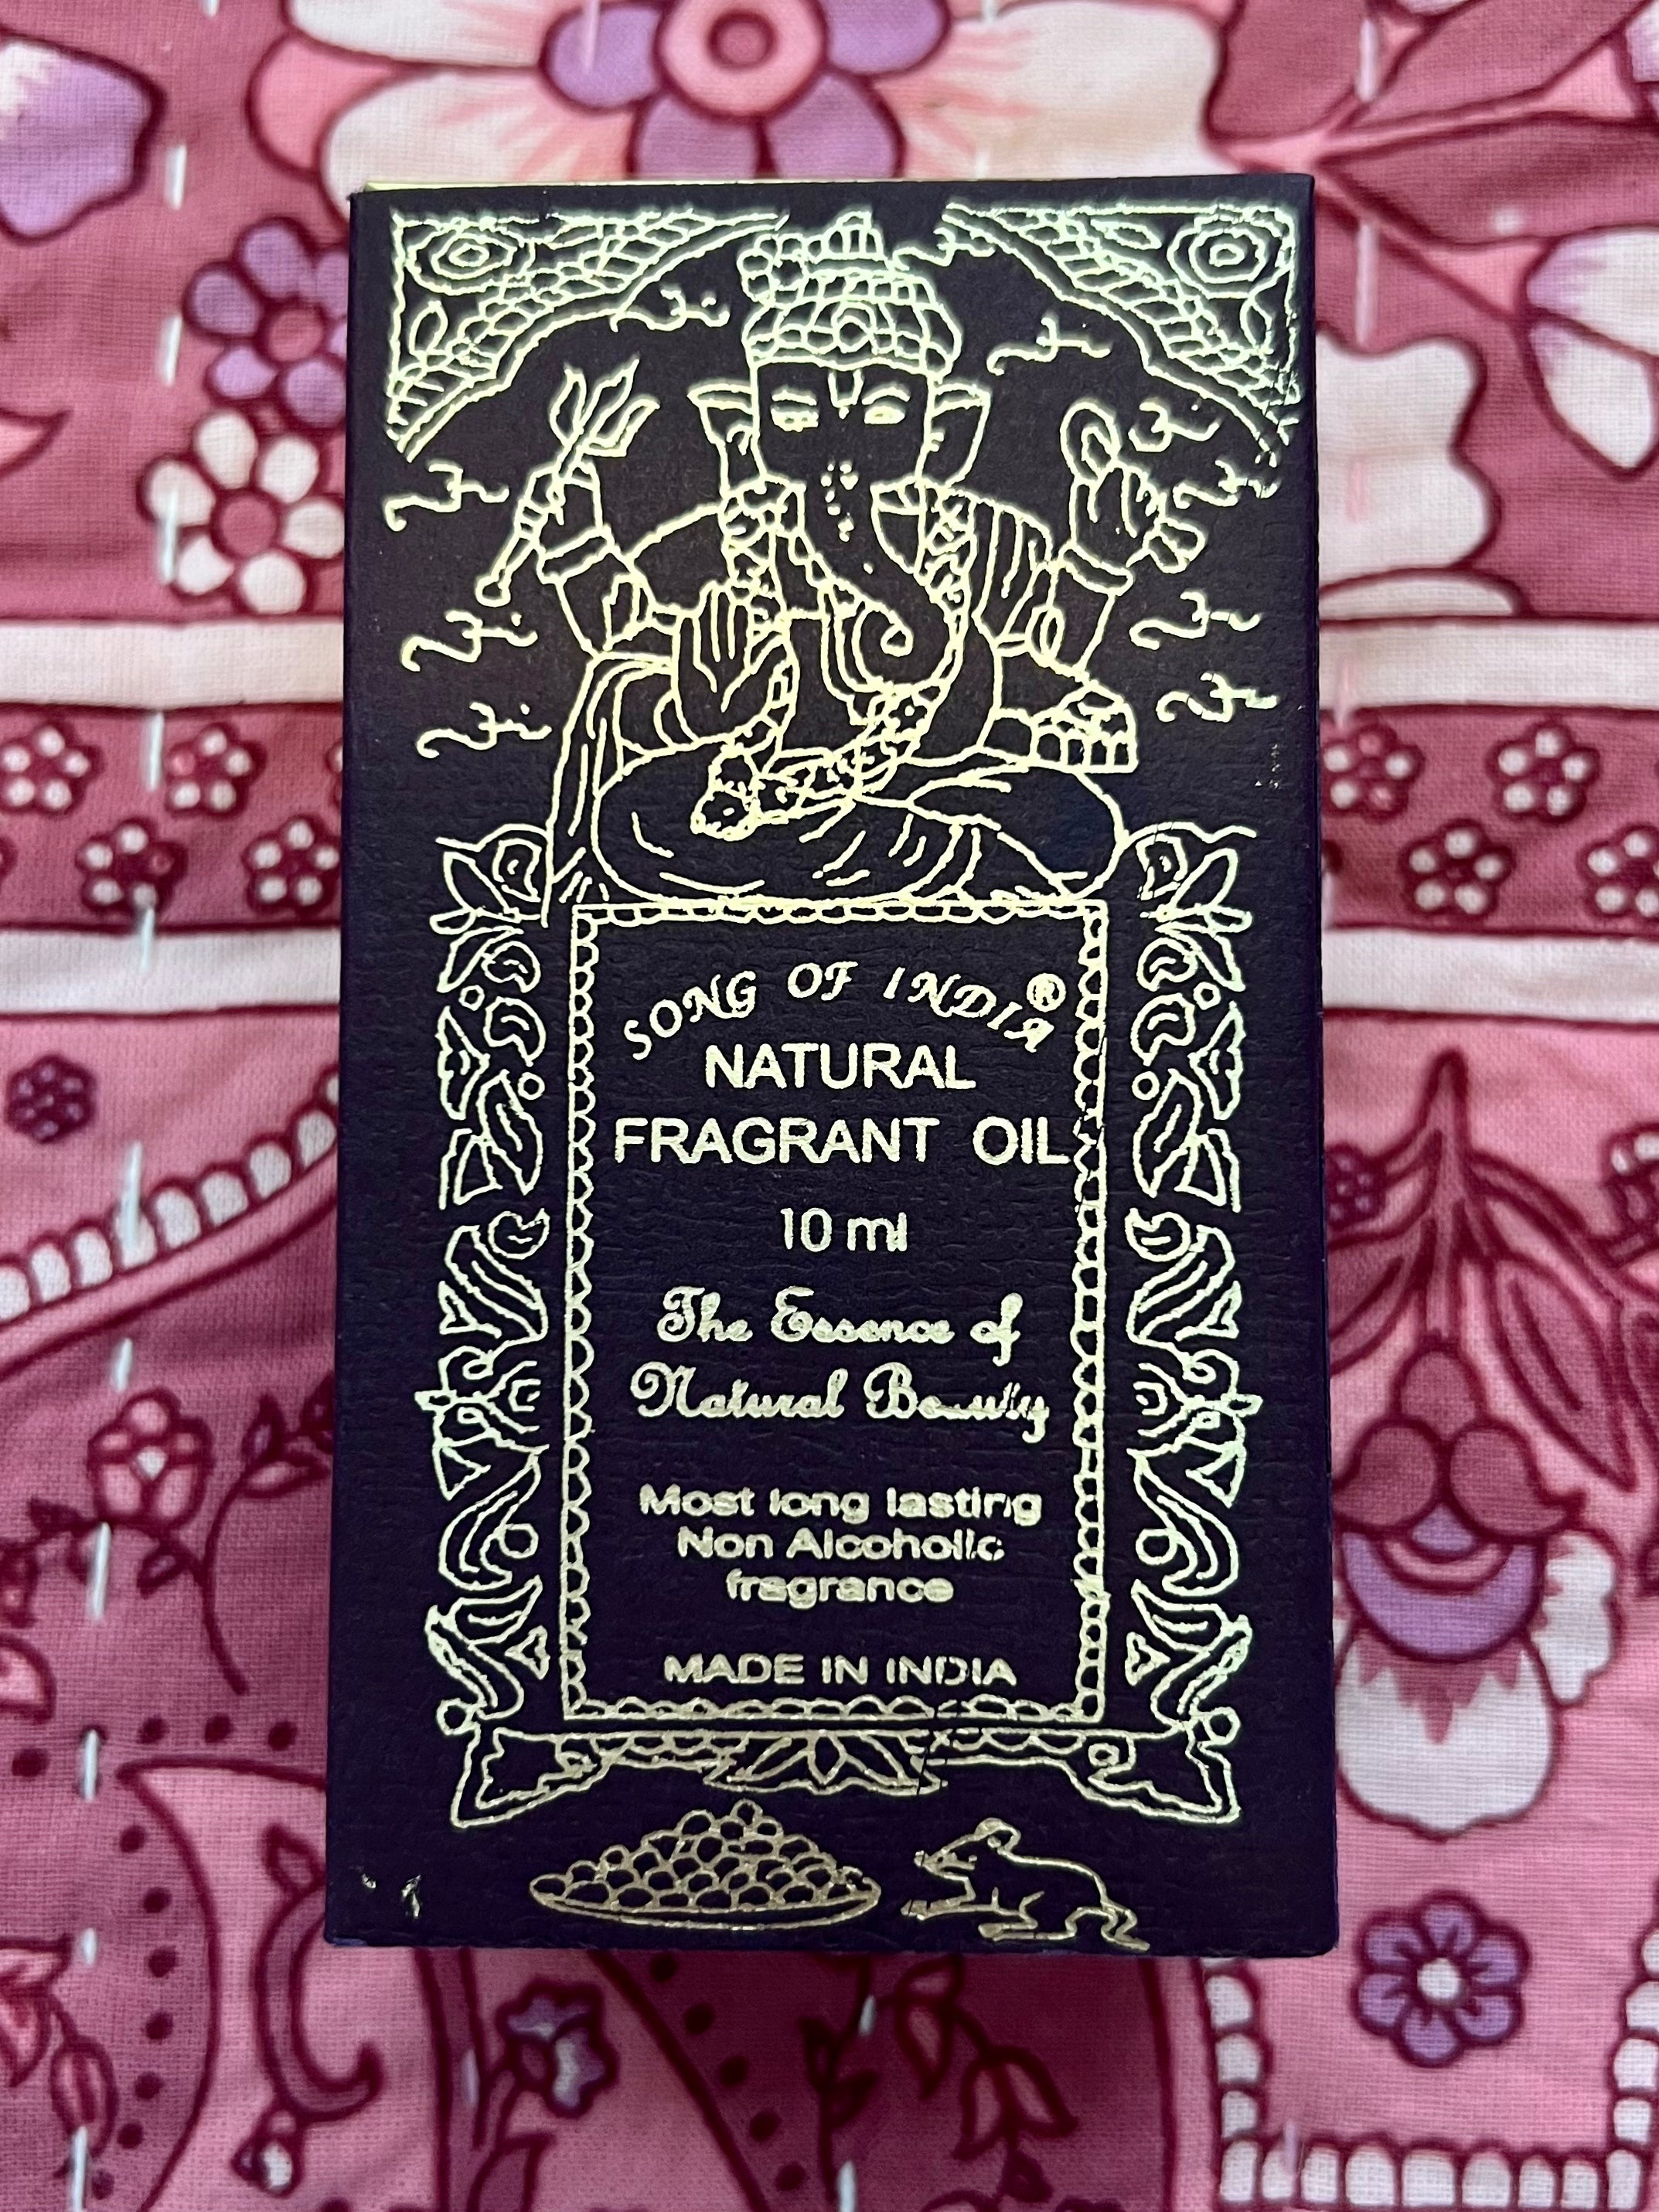 SONG OF INDIA®
NATURAL
FRAGRANT OIL
10 ml
The Essence of
Natural Beauty
Most long lasting
Non Alcoholic
fragrance
MADE IN INDIA